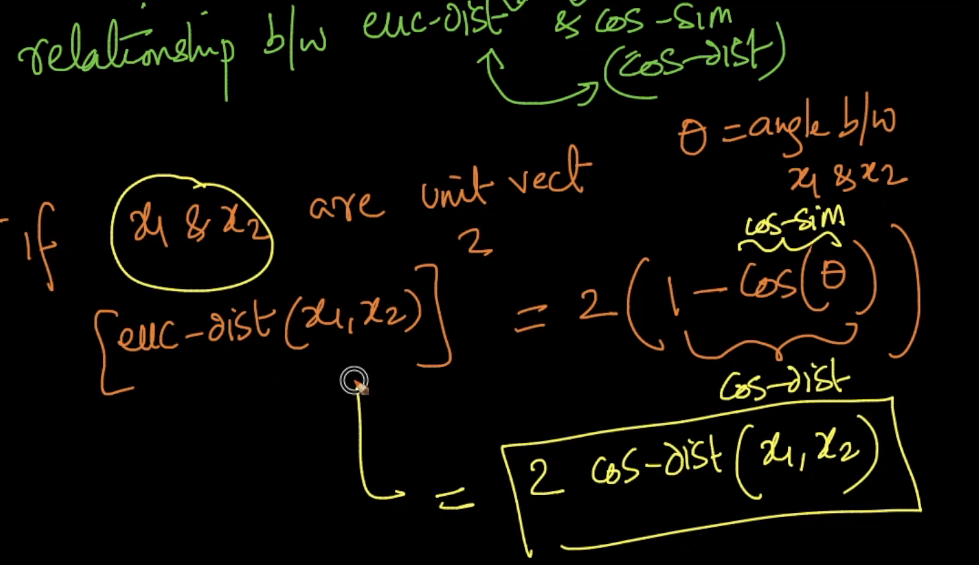 relationship b/w euc-dist & cos-sim
(cos-dist)
θ = angle b/w
x1 & x2
if x1 & x2 are unit vect
cos-sim
[euc-dist(x1, x2)]² = 2(1 - cos(θ))
cos-dist
= 2 cos-dist(x1, x2)